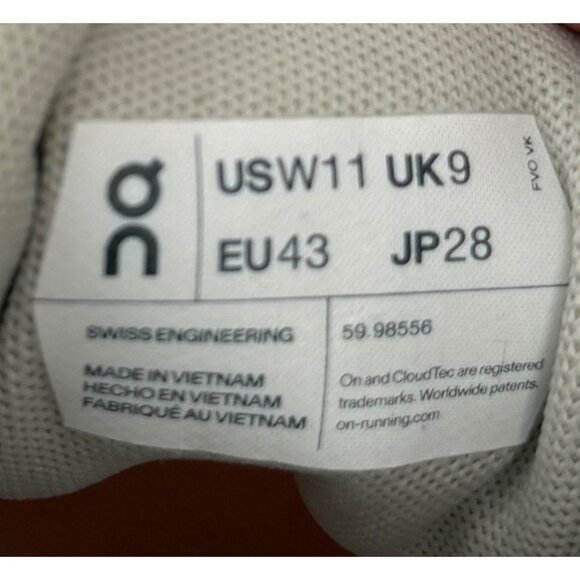 USW11 UK9
EU43 JP28
FVO VK
SWISS ENGINEERING
MADE IN VIETNAM
HECHO EN VIETNAM
FABRIQUÉ AU VIETNAM
59.98556
On and CloudTec are registered
trademarks. Worldwide patents.
on-running.com